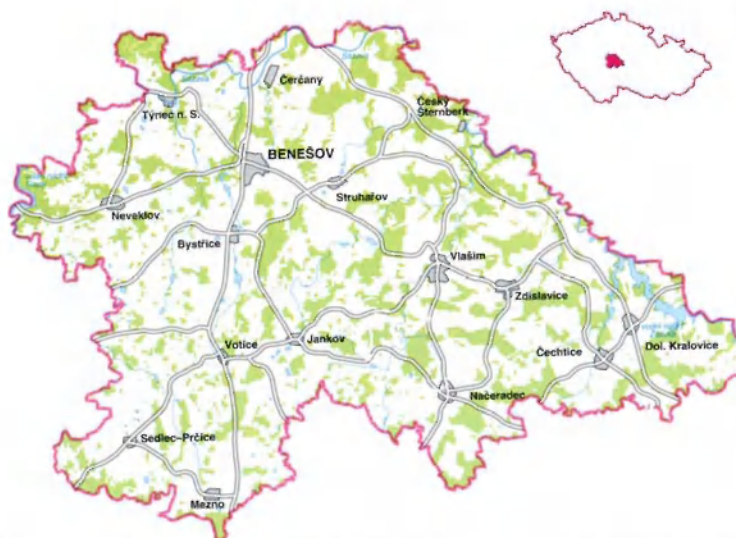 Čerčany
Český
Šternberk
Týnec n. S.
BENEŠOV
Struhařov
Neveklov
Bystřice
Vlašim
Zdislavice
Votice
Jankov
Dol. Kralovice
Čechtice
Načeradec
Sedlec–Prčice
Mezno